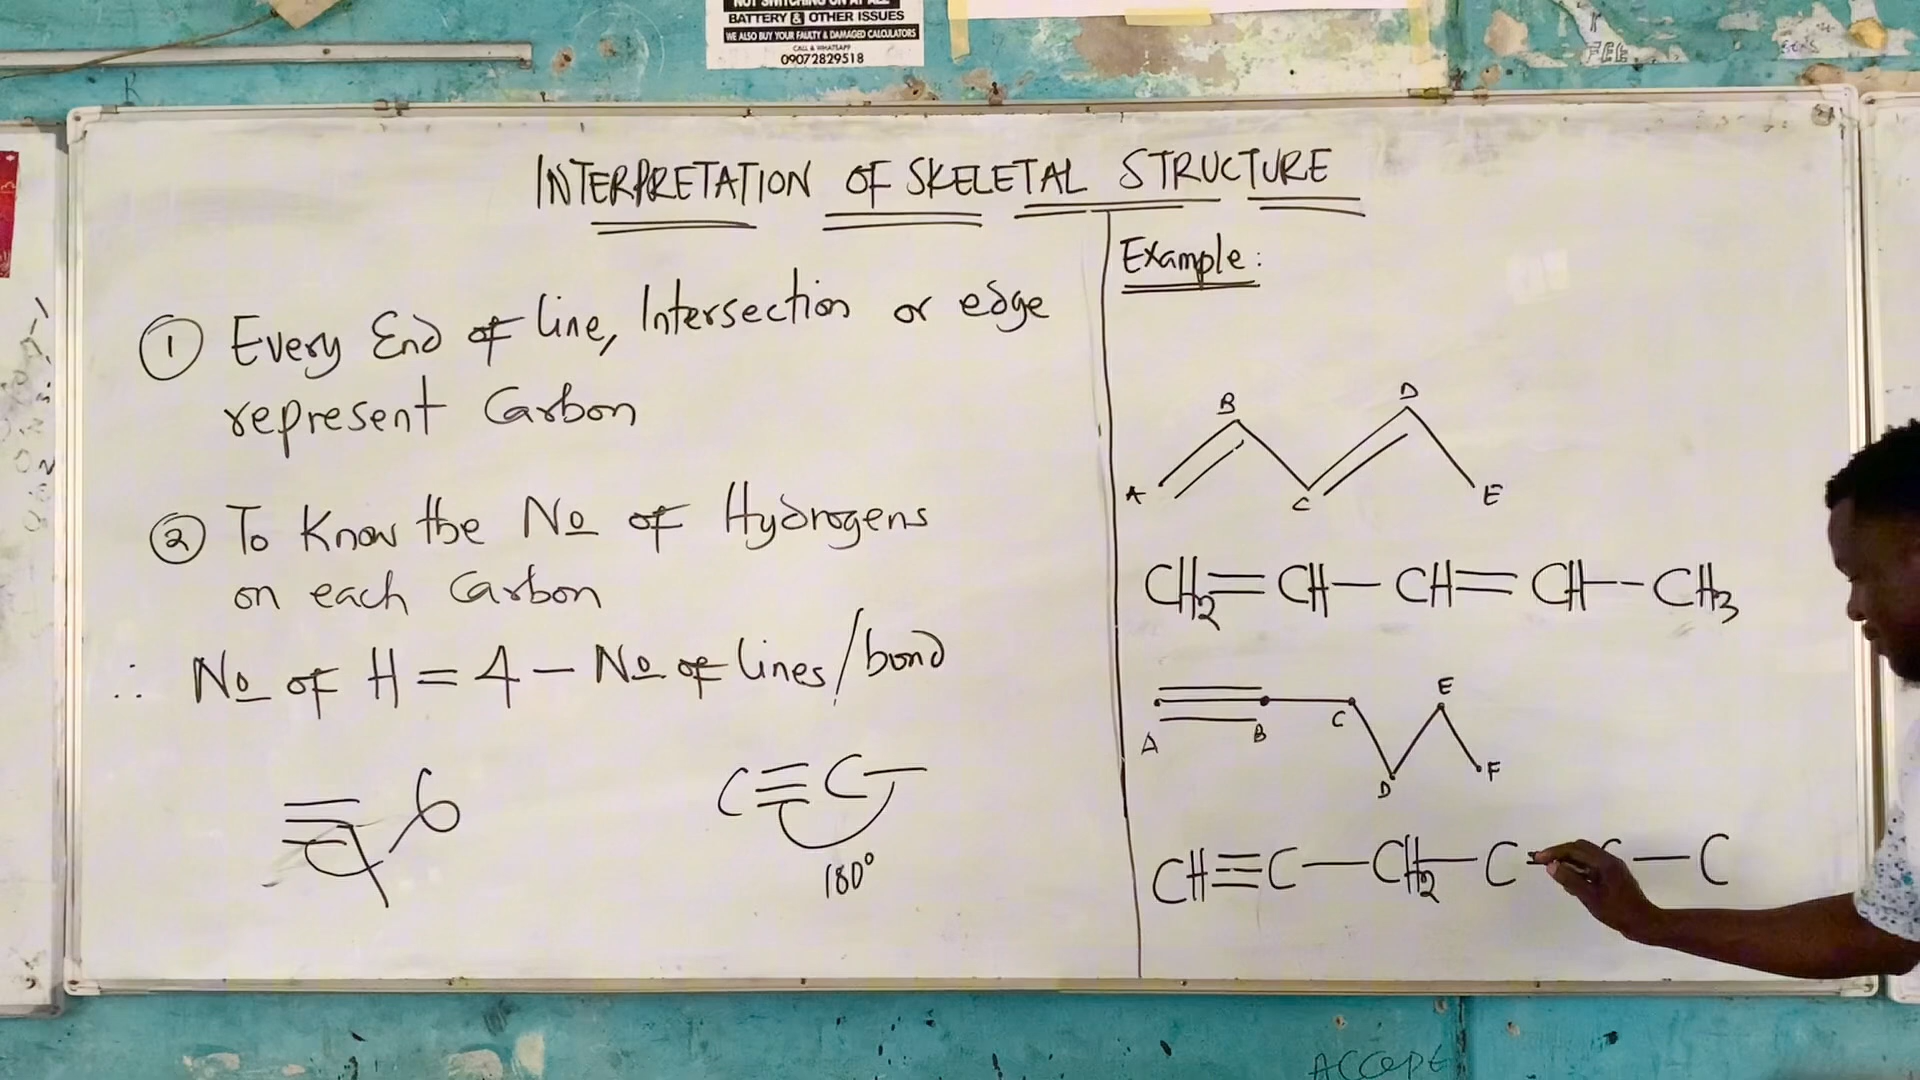 NOT SWITCHING ON AT ALL
BATTERY & OTHER ISSUES
WE ALSO BUY YOUR FAULTY & DAMAGED CALCULATORS
CALL & WHATSAPP
09072829518
FEE
INTERPRETATION OF SKELETAL STRUCTURE
① Every End of line, Intersection or edge
represent Carbon
② To Know the No of Hydrogens
on each Carbon
∴ No of H = 4 – No of lines/bond
C≡C—
180°
Example:
A B C D E
CH₂=CH—CH=CH--CH₃
A B C D E F
CH≡C—CH₂—C—C—C
ACCEPT